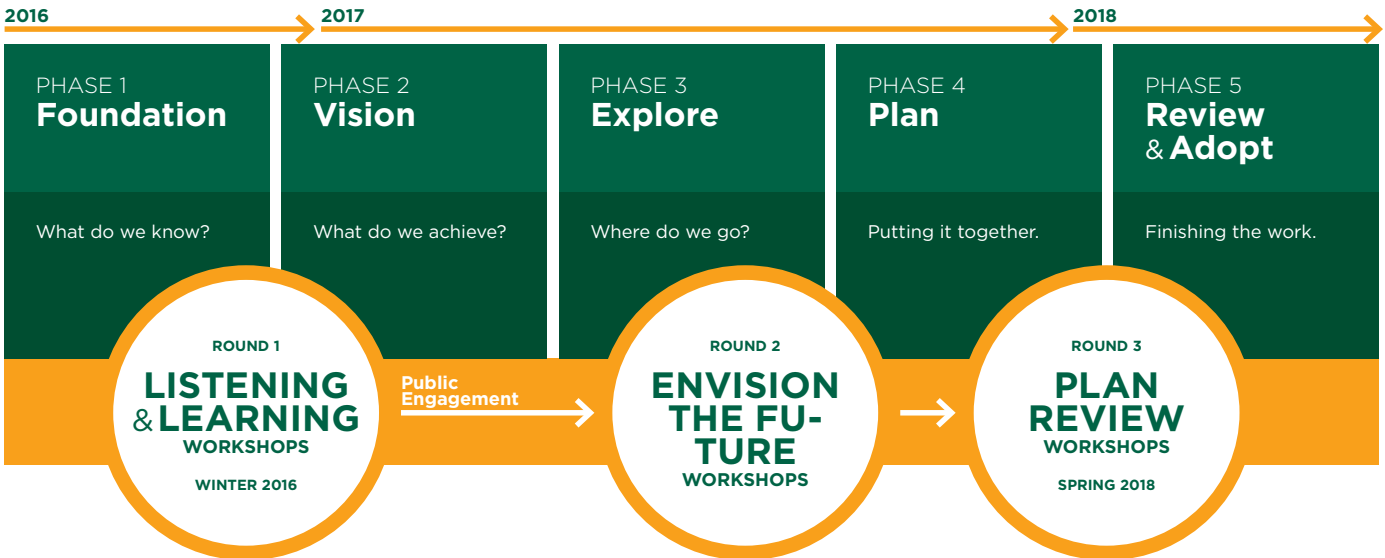 2016
2017
2018
PHASE 1
Foundation
What do we know?
PHASE 2
Vision
What do we achieve?
PHASE 3
Explore
Where do we go?
PHASE 4
Plan
Putting it together.
PHASE 5
Review
& Adopt
Finishing the work.
ROUND 1
LISTENING
& LEARNING
WORKSHOPS
WINTER 2016
Public
Engagement
ROUND 2
ENVISION
THE FU-
TURE
WORKSHOPS
ROUND 3
PLAN
REVIEW
WORKSHOPS
SPRING 2018